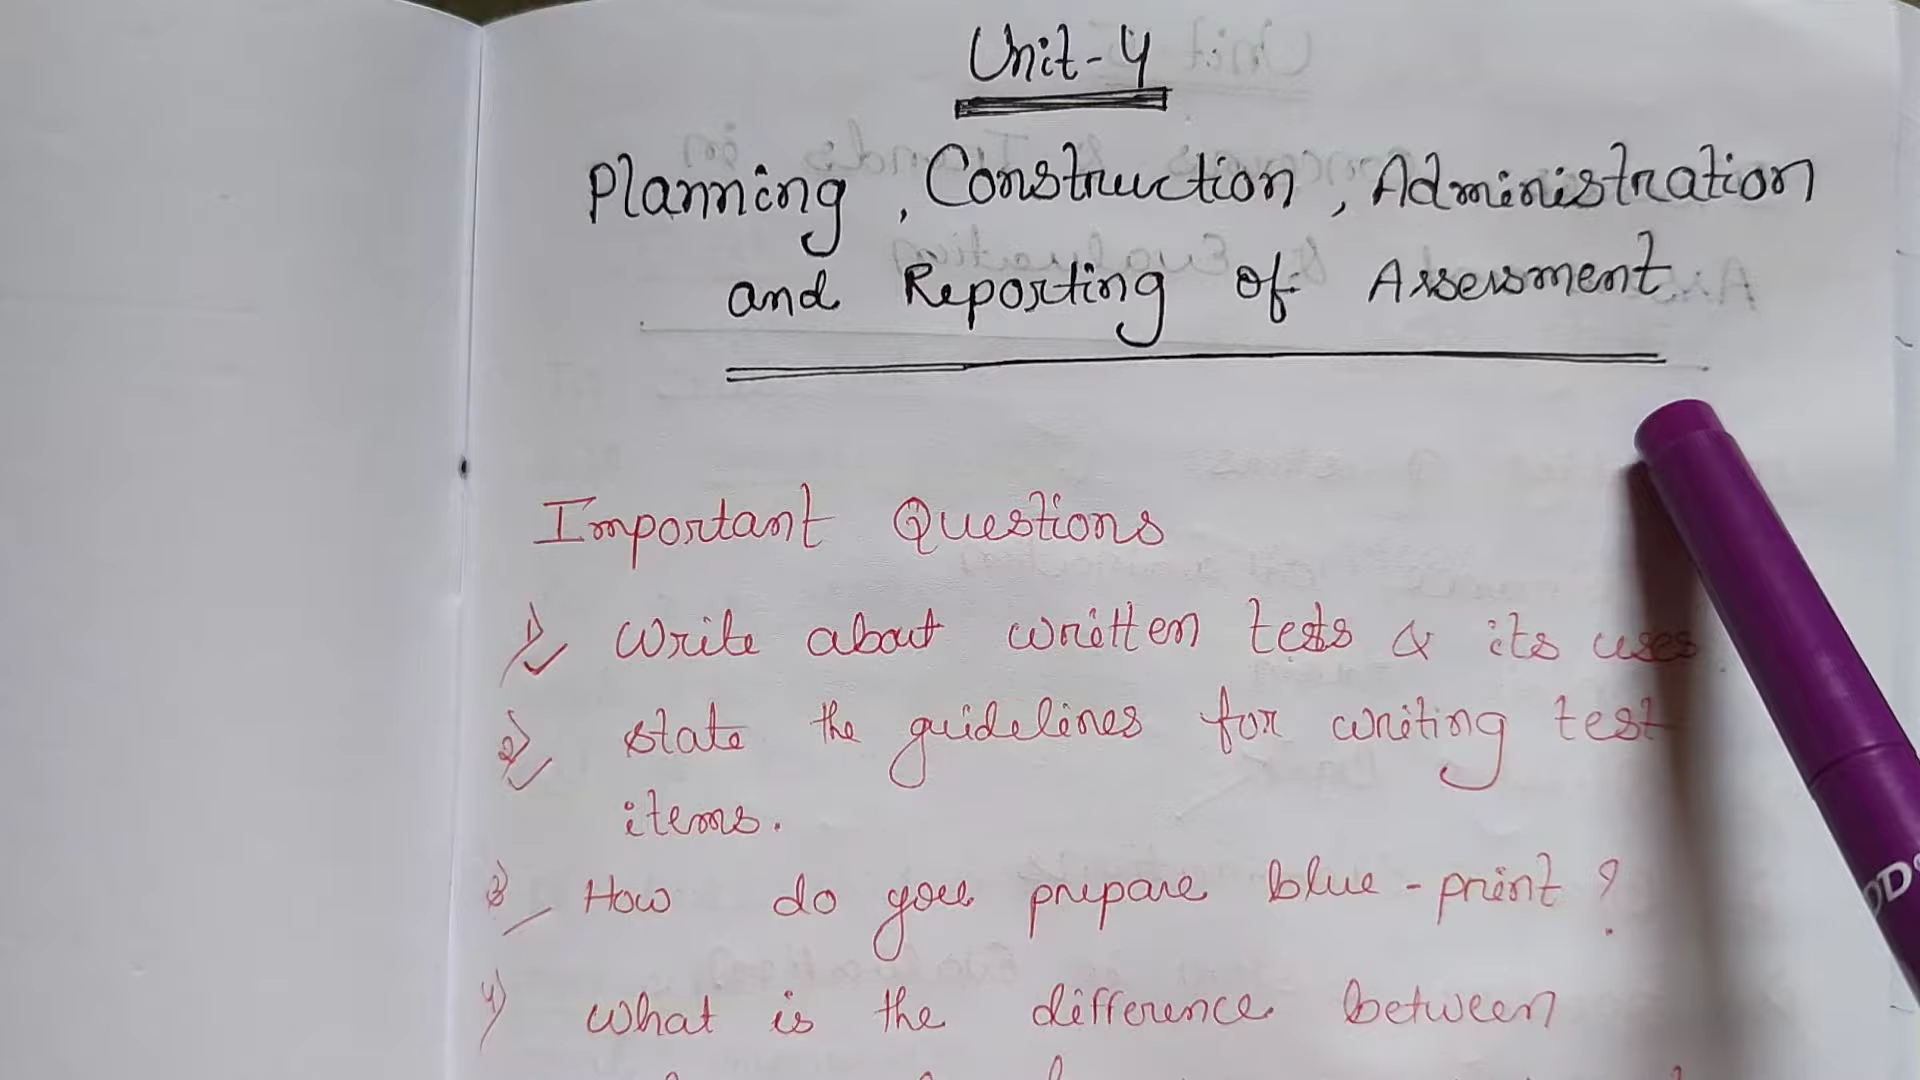 Unit-4
Planning, Construction, Administration
and Reporting of Assessment
Important Questions
1) Write about written tests & its uses.
2) state the guidelines for writing test
items.
3) How do you prepare blue-print?
4) What is the difference between